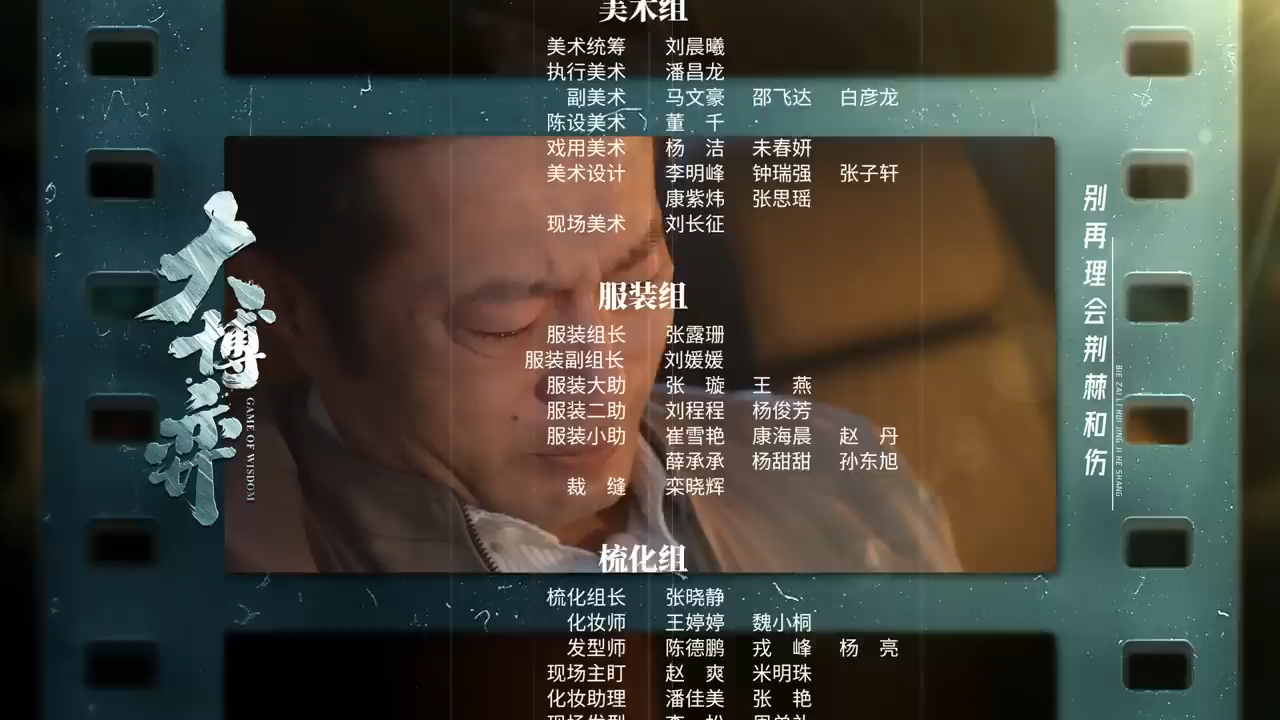 美术组
美术统筹 刘晨曦
执行美术 潘昌龙
副美术 马文豪 邵飞达 白彦龙
陈设美术 董 千
戏用美术 杨 洁 未春妍
美术设计 李明峰 钟瑞强 张子轩
康紫炜 张思瑶
现场美术 刘长征
服装组
服装组长 张露珊
服装副组长 刘媛媛
服装大助 张 璇 王 燕
服装二助 刘程程 杨俊芳
服装小助 崔雪艳 康海晨 赵 丹
薛承承 杨甜甜 孙东旭
裁 缝 栾晓辉
梳化组
梳化组长 张晓静
化妆师 王婷婷 魏小桐
发型师 陈德鹏 戎 峰 杨 亮
现场主盯 赵 爽 米明珠
化妆助理 潘佳美 张 艳
大博弈
GAME OF WISDOM
别再理会荆棘和伤
BIE ZAI LI HUI JING JI HE SHANG